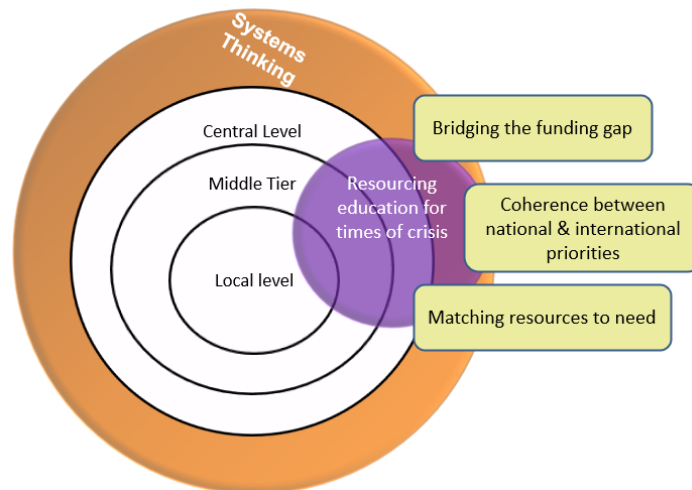 Systems
Thinking
Central Level
Middle Tier
Local level
Resourcing
education for
times of crisis
Bridging the funding gap
Coherence between
national & international
priorities
Matching resources to need